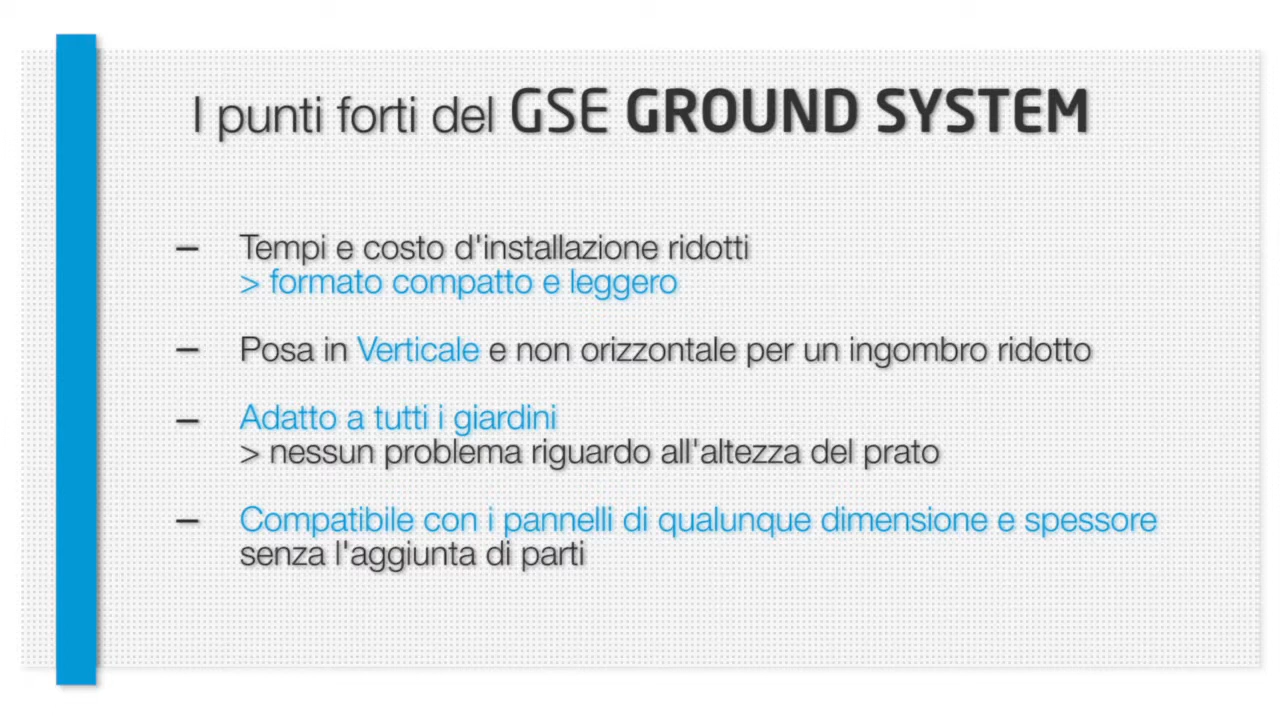 I punti forti del GSE GROUND SYSTEM
– Tempi e costo d'installazione ridotti
> formato compatto e leggero
– Posa in Verticale e non orizzontale per un ingombro ridotto
– Adatto a tutti i giardini
> nessun problema riguardo all'altezza del prato
– Compatibile con i pannelli di qualunque dimensione e spessore
senza l'aggiunta di parti